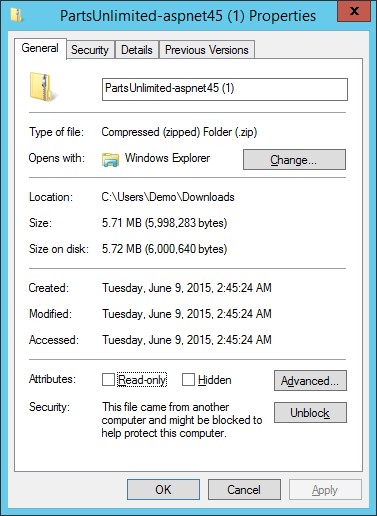 PartsUnlimited-aspnet45 (1) Properties
x
General Security Details Previous Versions
PartsUnlimited-aspnet45 (1)
Type of file: Compressed (zipped) Folder (.zip)
Opens with: Windows Explorer Change...
Location: C:\Users\Demo\Downloads
Size: 5.71 MB (5,998,283 bytes)
Size on disk: 5.72 MB (6,000,640 bytes)
Created: Tuesday, June 9, 2015, 2:45:24 AM
Modified: Tuesday, June 9, 2015, 2:45:24 AM
Accessed: Tuesday, June 9, 2015, 2:45:24 AM
Attributes: Read-only Hidden Advanced...
Security: This file came from another
computer and might be blocked to
help protect this computer.
Unblock
OK Cancel Apply